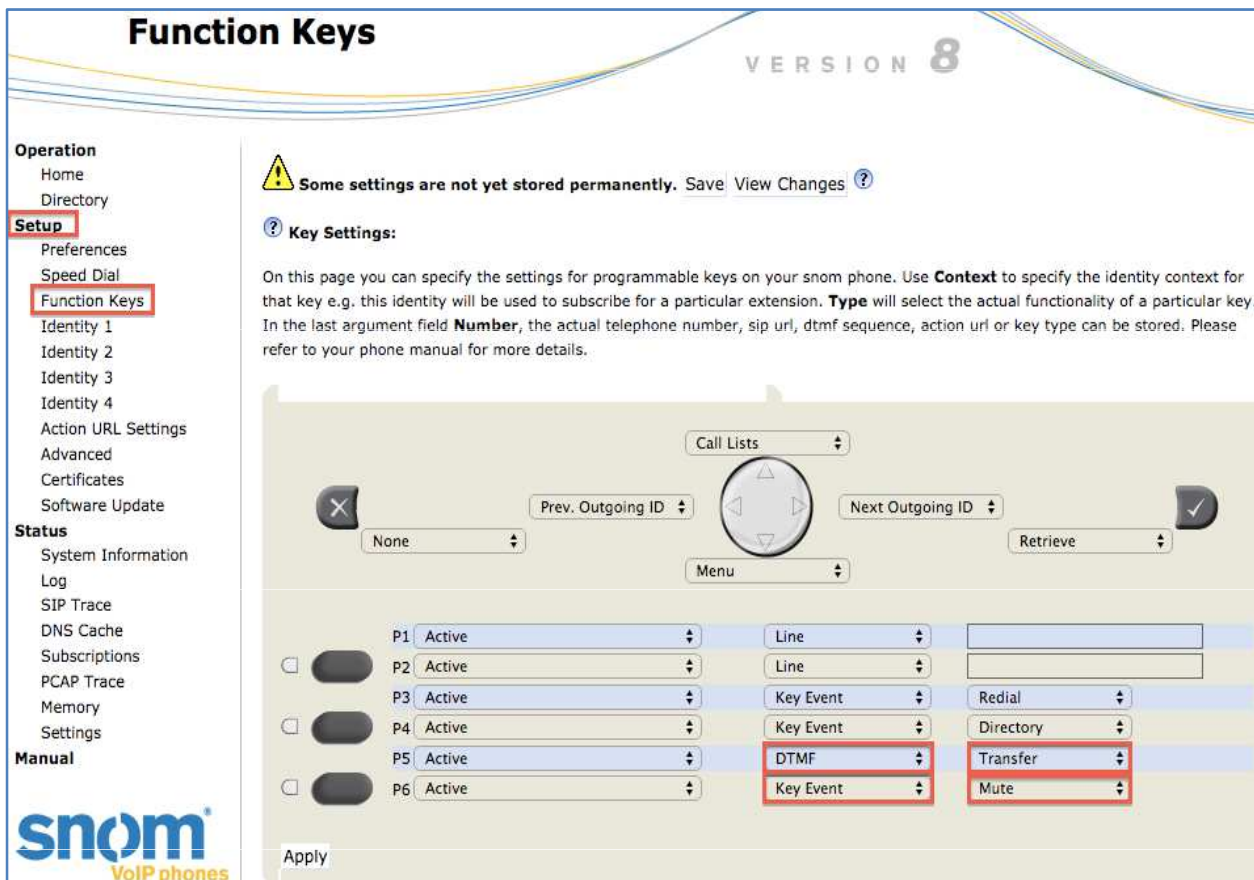 Function Keys
VERSION 8
Operation
Home
Directory
Setup
Preferences
Speed Dial
Function Keys
Identity 1
Identity 2
Identity 3
Identity 4
Action URL Settings
Advanced
Certificates
Software Update
Status
System Information
Log
SIP Trace
DNS Cache
Subscriptions
PCAP Trace
Memory
Settings
Manual
snom
VoIP phones
Some settings are not yet stored permanently. Save View Changes ?
? Key Settings:
On this page you can specify the settings for programmable keys on your snom phone. Use Context to specify the identity context for
that key e.g. this identity will be used to subscribe for a particular extension. Type will select the actual functionality of a particular key.
In the last argument field Number, the actual telephone number, sip url, dtmf sequence, action url or key type can be stored. Please
refer to your phone manual for more details.
Call Lists
Prev. Outgoing ID Next Outgoing ID
None Retrieve
Menu
P1 Active Line
P2 Active Line
P3 Active Key Event Redial
P4 Active Key Event Directory
P5 Active DTMF Transfer
P6 Active Key Event Mute
Apply